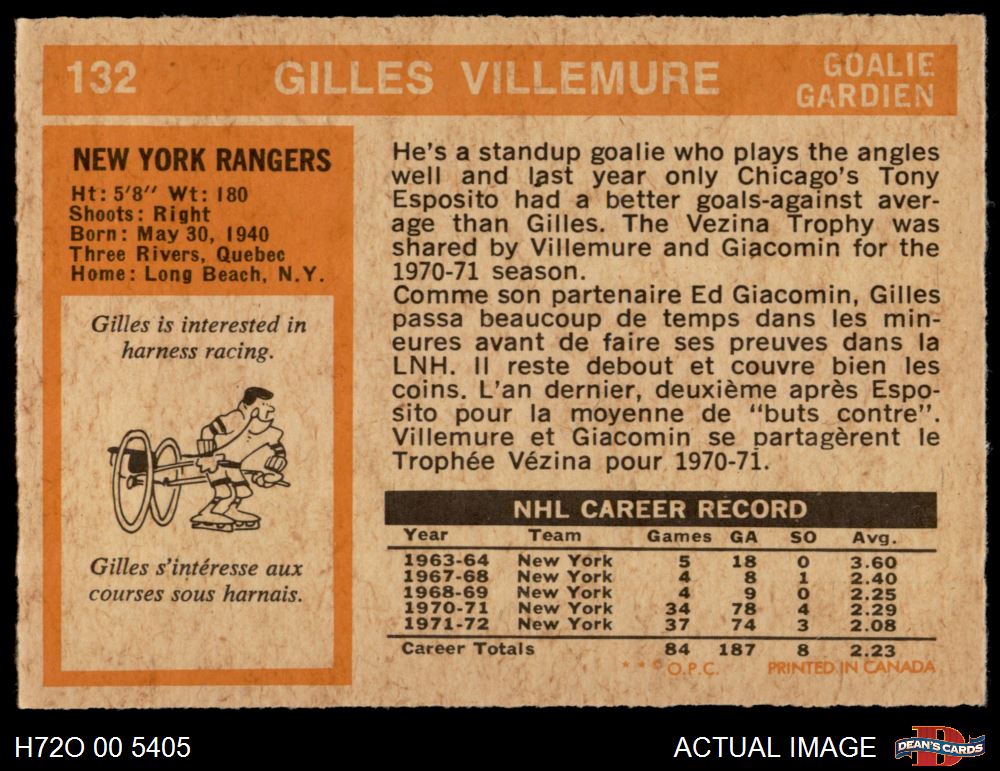 132
GILLES VILLEMURE
GOALIE
GARDIEN
NEW YORK RANGERS
Ht: 5'8'' Wt: 180
Shoots: Right
Born: May 30, 1940
Three Rivers, Quebec
Home: Long Beach, N.Y.
Gilles is interested in
harness racing.
Gilles s'intéresse aux
courses sous harnais.
He's a standup goalie who plays the angles
well and last year only Chicago's Tony
Esposito had a better goals-against aver-
age than Gilles. The Vezina Trophy was
shared by Villemure and Giacomin for the
1970-71 season.
Comme son partenaire Ed Giacomin, Gilles
passa beaucoup de temps dans les min-
eures avant de faire ses preuves dans la
LNH. Il reste debout et couvre bien les
coins. L'an dernier, deuxième après Espo-
sito pour la moyenne de "buts contre".
Villemure et Giacomin se partagèrent le
Trophée Vézina pour 1970-71.
NHL CAREER RECORD
Year Team Games GA SO Avg.
1963-64 New York 5 18 0 3.60
1967-68 New York 4 8 1 2.40
1968-69 New York 4 9 0 2.25
1970-71 New York 34 78 4 2.29
1971-72 New York 37 74 3 2.08
Career Totals 84 187 8 2.23
* * © O.P.C. PRINTED IN CANADA
H72O 00 5405
ACTUAL IMAGE
DEAN'S CARDS